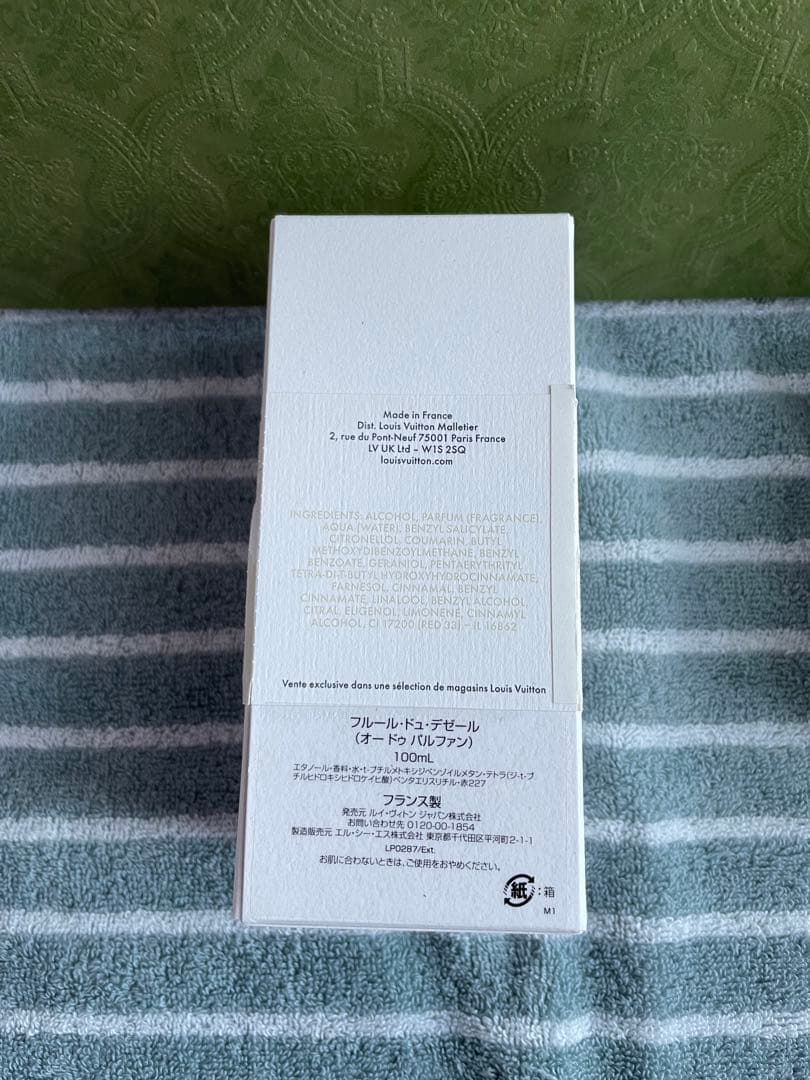 Made in France
Dist. Louis Vuitton Malletier
2, rue du Pont-Neuf 75001 Paris France
LV UK Ltd – W1S 2SQ
louisvuitton.com
INGREDIENTS: ALCOHOL, PARFUM (FRAGRANCE),
AQUA (WATER), BENZYL SALICYLATE,
CITRONELLOL, COUMARIN, BUTYL
METHOXYDIBENZOYLMETHANE, BENZYL
BENZOATE, GERANIOL, PENTAERYTHRITYL
TETRA-DI-T-BUTYL HYDROXYHYDROCINNAMATE,
FARNESOL, CINNAMAL, BENZYL
CINNAMATE, LINALOOL, BENZYL ALCOHOL,
CITRAL, EUGENOL, LIMONENE, CINNAMYL
ALCOHOL, CI 17200 (RED 33) – IL 16862
Vente exclusive dans une sélection de magasins Louis Vuitton
フルール・ドュ・デゼール
(オー ドゥ パルファン)
100mL
エタノール・香料・水・t-ブチルメトキシジベンゾイルメタン・テトラ(ジ-t-ブ
チルヒドロキシヒドロケイヒ酸)ペンタエリスリチル・赤227
フランス製
発売元 ルイ・ヴィトン ジャパン株式会社
お問い合わせ先 0120-00-1854
製造販売元 エル・シー・エス株式会社 東京都千代田区平河町2-1-1
LP0287/Ext.
お肌に合わないときは、ご使用をおやめください。
紙:箱
M1